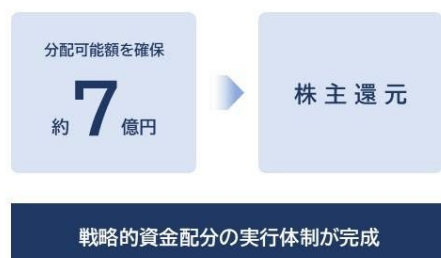 分配可能額を確保
約7億円
株主還元
戦略的資金配分の実行体制が完成